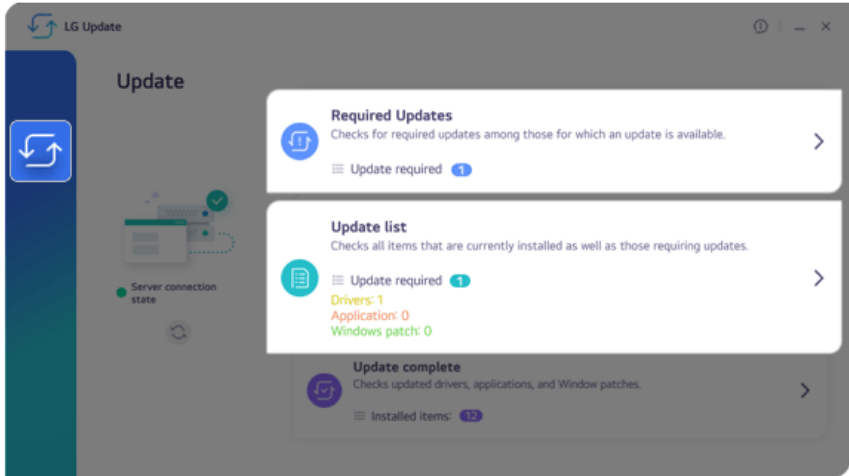 LG Update
Update
Required Updates
Checks for required updates among those for which an update is available.
Update required 1
Update list
Checks all items that are currently installed as well as those requiring updates.
Update required 1
Drivers: 1
Application: 0
Windows patch: 0
Server connection
state
Update complete
Checks updated drivers, applications, and Window patches.
Installed items: 12